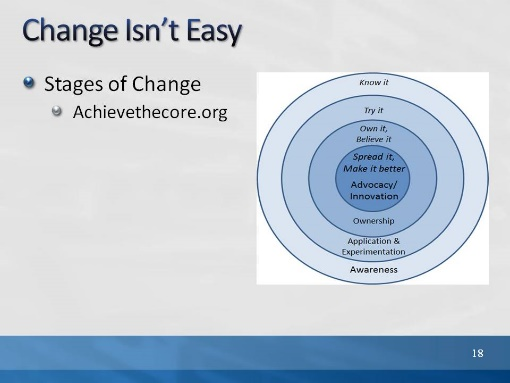 Change Isn't Easy
Stages of Change
Achievethecore.org
Know it
Try it
Own it,
Believe it
Spread it,
Make it better
Advocacy/
Innovation
Ownership
Application &
Experimentation
Awareness
18